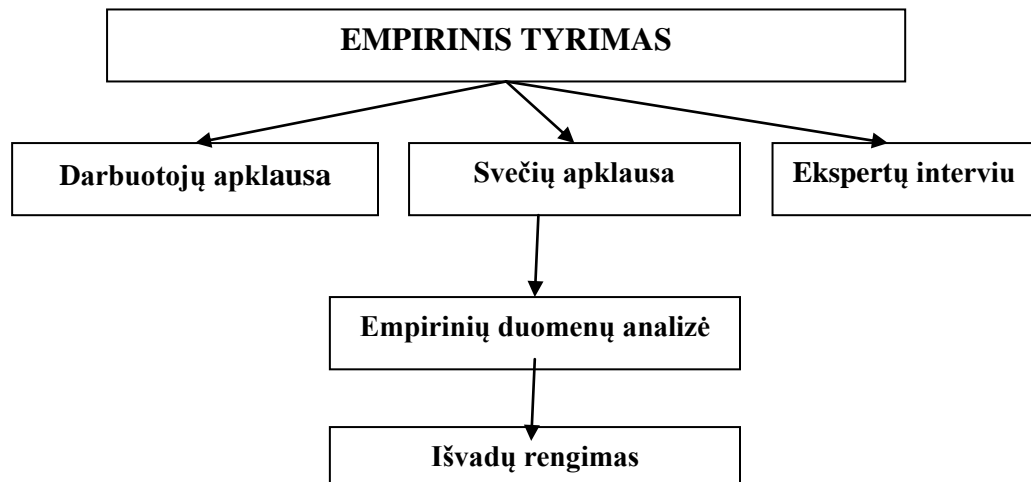 EMPIRINIS TYRIMAS
Darbuotojų apklausa
Svečių apklausa
Ekspertų interviu
Empirinių duomenų analizė
Išvadų rengimas